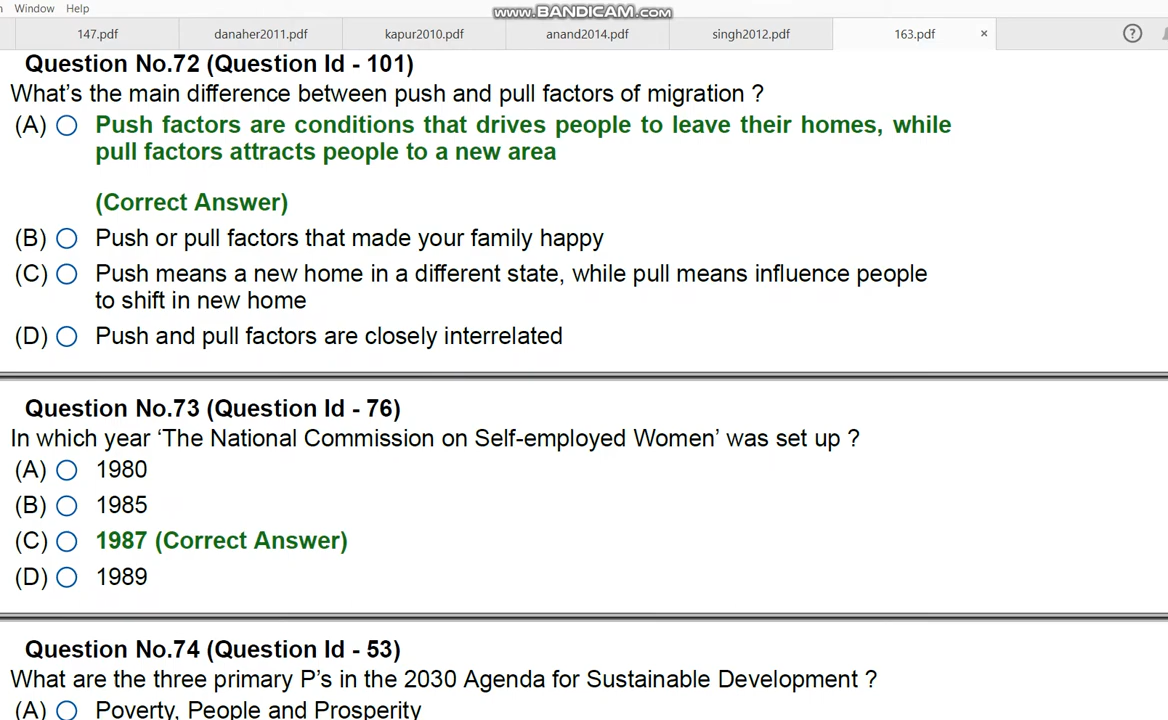 Window Help
www.BANDICAM.com
147.pdf danaher2011.pdf kapur2010.pdf anand2014.pdf singh2012.pdf 163.pdf × ?
Question No.72 (Question Id - 101)
What's the main difference between push and pull factors of migration ?
(A) Push factors are conditions that drives people to leave their homes, while
pull factors attracts people to a new area
(Correct Answer)
(B) Push or pull factors that made your family happy
(C) Push means a new home in a different state, while pull means influence people
to shift in new home
(D) Push and pull factors are closely interrelated
Question No.73 (Question Id - 76)
In which year ‘The National Commission on Self-employed Women’ was set up ?
(A) 1980
(B) 1985
(C) 1987 (Correct Answer)
(D) 1989
Question No.74 (Question Id - 53)
What are the three primary P's in the 2030 Agenda for Sustainable Development ?
(A) Poverty, People and Prosperity